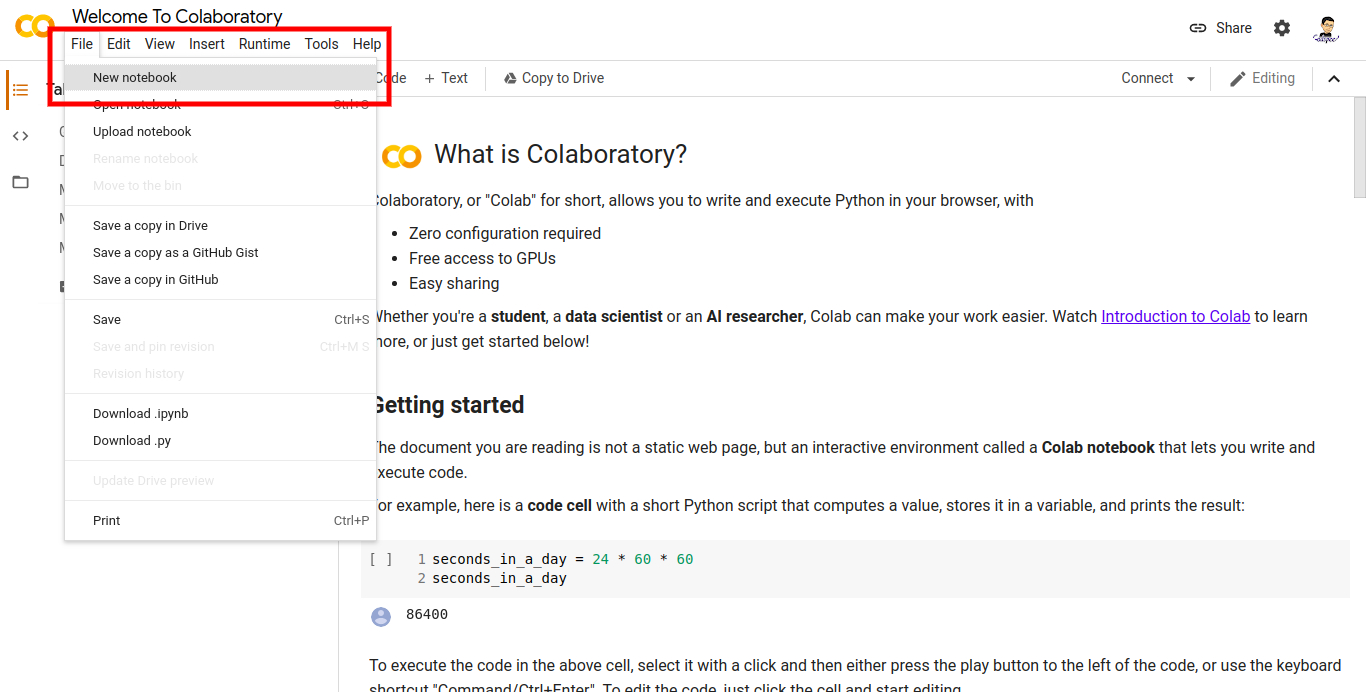 Welcome To Colaboratory
File Edit View Insert Runtime Tools Help
Share
New notebook
Open notebook Ctrl+O
Upload notebook
Rename notebook
Move to the bin
Save a copy in Drive
Save a copy as a GitHub Gist
Save a copy in GitHub
Save Ctrl+S
Save and pin revision Ctrl+M S
Revision history
Download .ipynb
Download .py
Update Drive preview
Print Ctrl+P
Code + Text Copy to Drive
Connect Editing
What is Colaboratory?
Colaboratory, or "Colab" for short, allows you to write and execute Python in your browser, with
• Zero configuration required
• Free access to GPUs
• Easy sharing
Whether you're a student, a data scientist or an AI researcher, Colab can make your work easier. Watch Introduction to Colab to learn
more, or just get started below!
Getting started
The document you are reading is not a static web page, but an interactive environment called a Colab notebook that lets you write and
execute code.
For example, here is a code cell with a short Python script that computes a value, stores it in a variable, and prints the result:
[ ] 1 seconds_in_a_day = 24 * 60 * 60
2 seconds_in_a_day
86400
To execute the code in the above cell, select it with a click and then either press the play button to the left of the code, or use the keyboard
shortcut "Command/Ctrl+Enter". To edit the code, just click the cell and start editing.